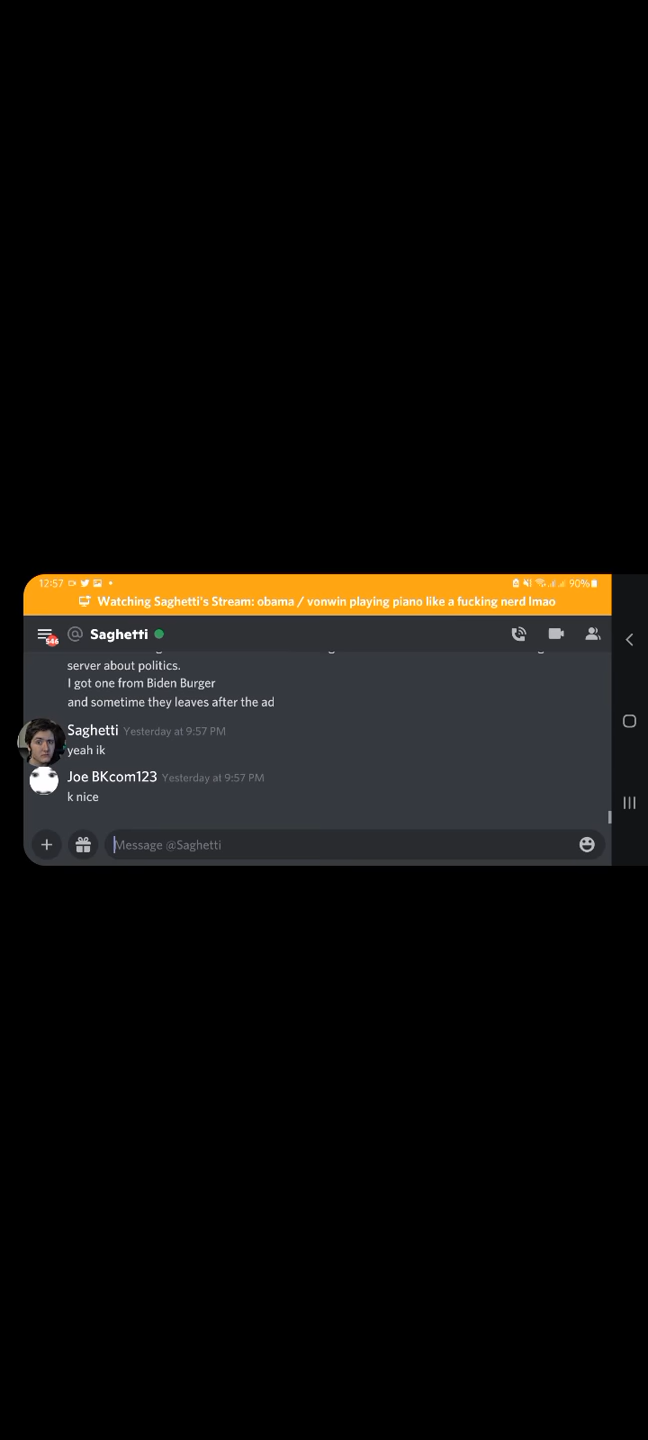 12:57
90%
Watching Saghetti's Stream: obama / vonwin playing piano like a fucking nerd lmao
546
@ Saghetti
server about politics.
I got one from Biden Burger
and sometime they leaves after the ad
Saghetti Yesterday at 9:57 PM
yeah ik
Joe BKcom123 Yesterday at 9:57 PM
k nice
Message @Saghetti